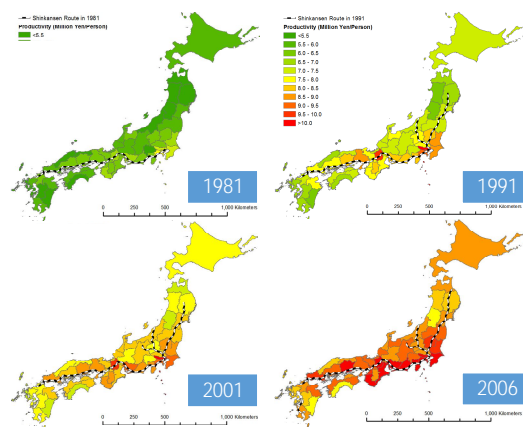 Shinkansen Route in 1981
Productivity (Million Yen/Person)
<5.5
1981
0 250 500 1,000 Kilometers
Shinkansen Route in 1991
Productivity (Million Yen/Person)
<5.5
5.5 - 6.0
6.0 - 6.5
6.5 - 7.0
7.0 - 7.5
7.5 - 8.0
8.0 - 8.5
8.5 - 9.0
9.0 - 9.5
9.5 - 10.0
>10.0
1991
0 250 500 1,000 Kilometers
2001
0 250 500 1,000 Kilometers
2006
0 250 500 1,000 Kilometers